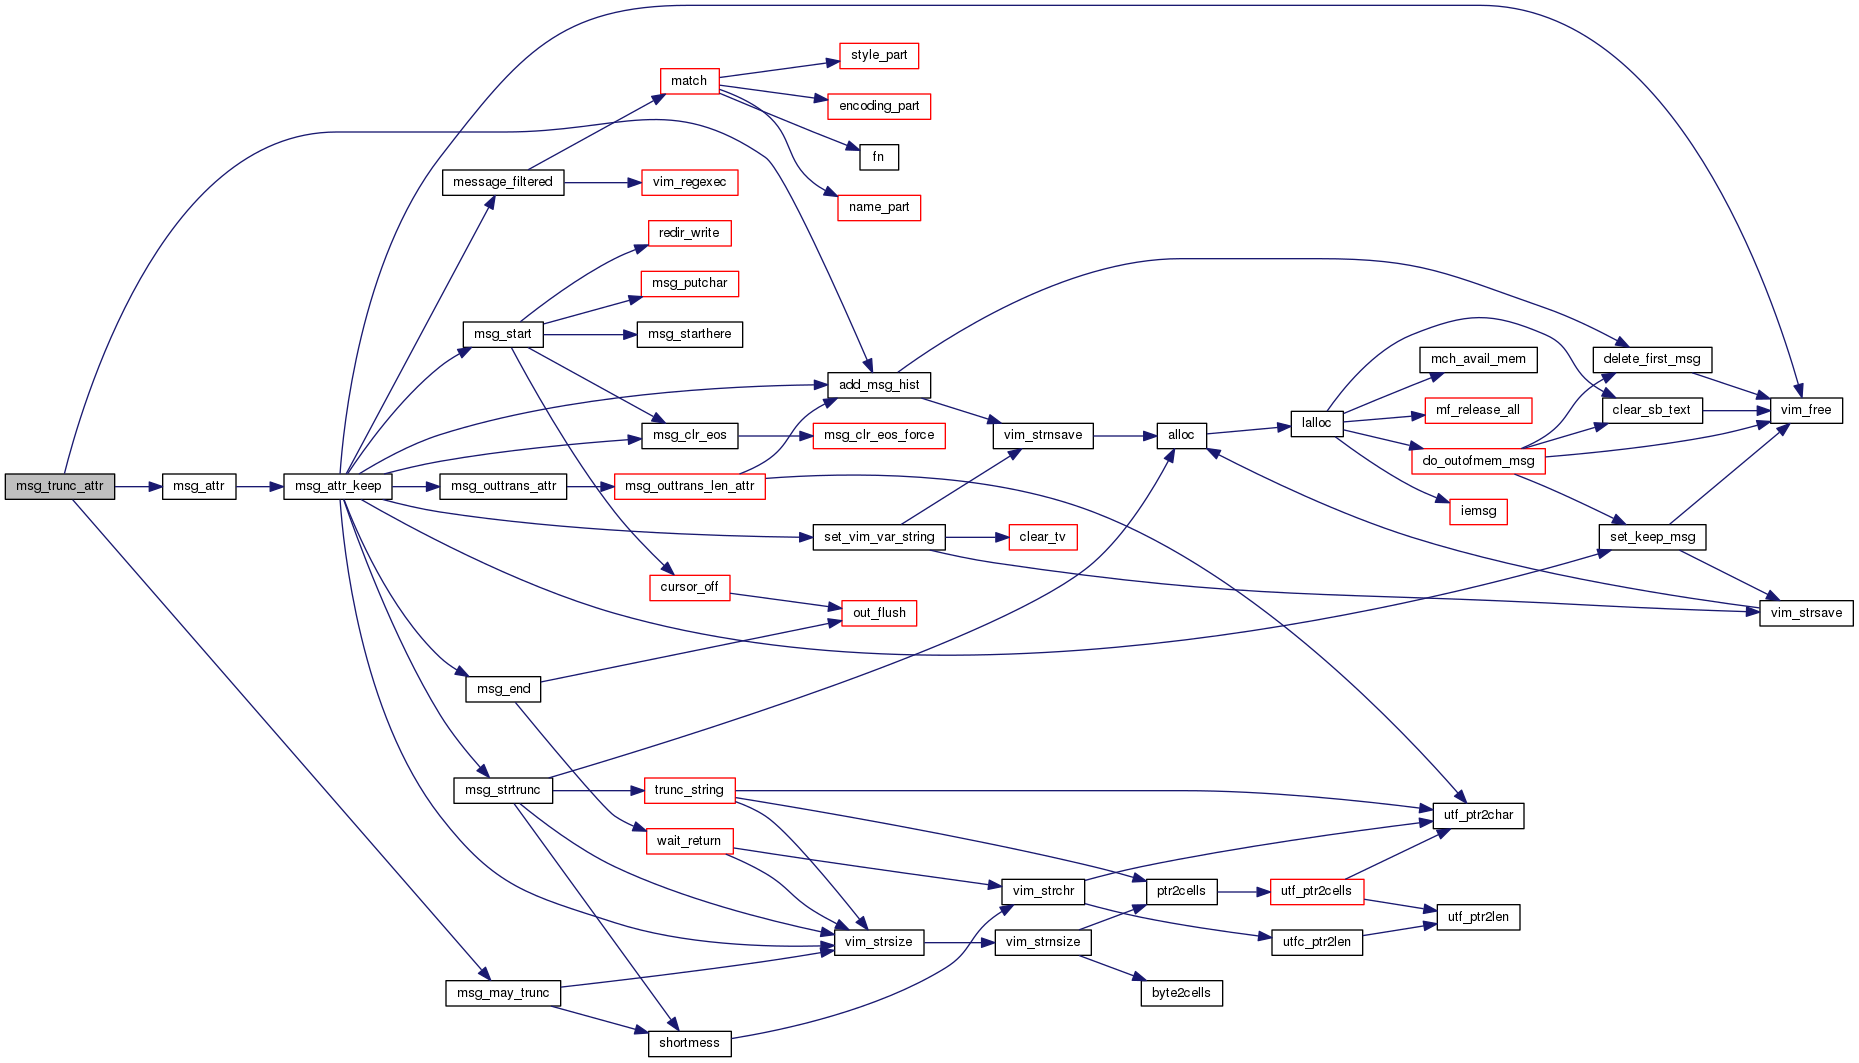 style_part
match
encoding_part
fn
message_filtered
vim_regexec
name_part
redir_write
msg_putchar
msg_start
msg_starthere
mch_avail_mem
delete_first_msg
add_msg_hist
mf_release_all
clear_sb_text
vim_free
lalloc
msg_clr_eos
msg_clr_eos_force
vim_strnsave
alloc
do_outofmem_msg
msg_trunc_attr
msg_attr
msg_attr_keep
msg_outtrans_attr
msg_outtrans_len_attr
iemsg
set_vim_var_string
clear_tv
set_keep_msg
cursor_off
out_flush
vim_strsave
msg_end
msg_strtrunc
trunc_string
utf_ptr2char
wait_return
vim_strchr
ptr2cells
utf_ptr2cells
utf_ptr2len
vim_strsize
vim_strnsize
utfc_ptr2len
msg_may_trunc
byte2cells
shortmess